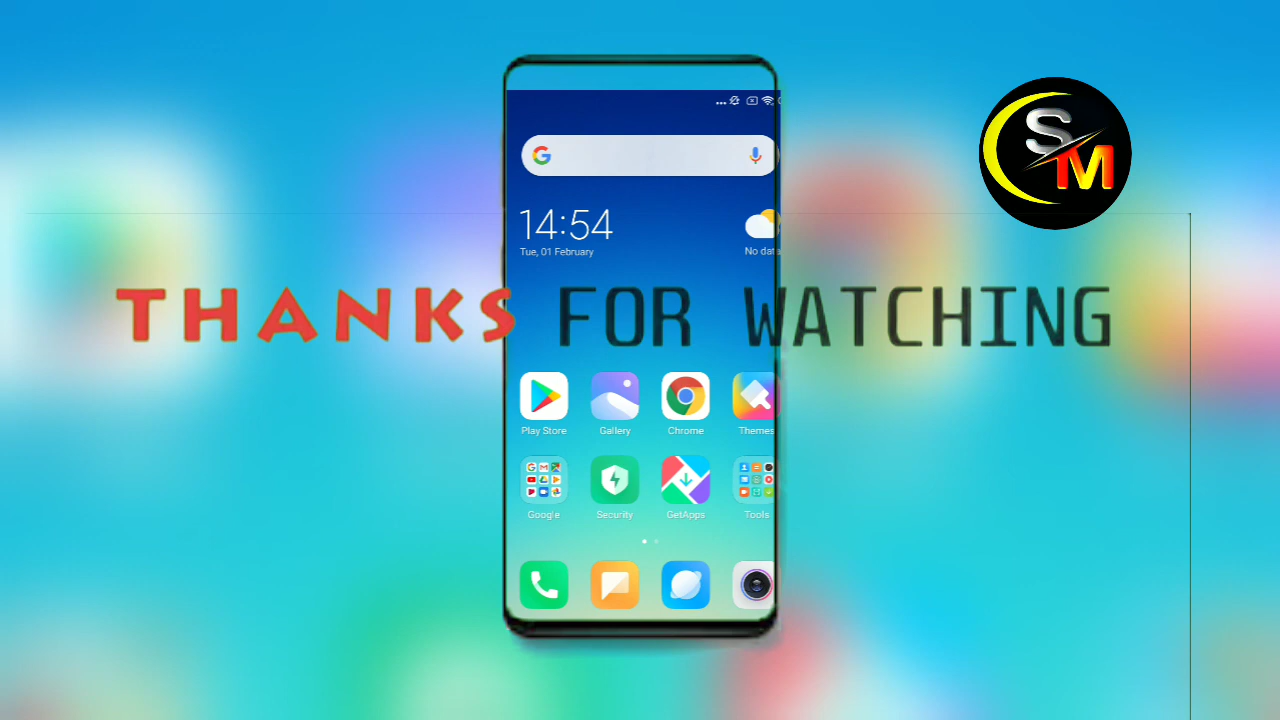 SM
14:54
Tue, 01 February
No data
THANKS FOR WATCHING
Play Store Gallery Chrome Themes
Google Security GetApps Tools